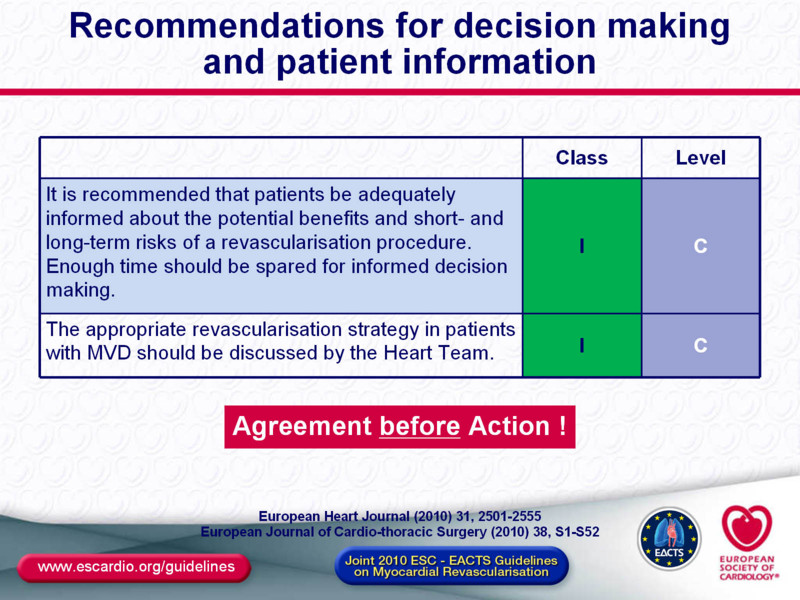 Recommendations for decision making
and patient information
Class
Level
It is recommended that patients be adequately
informed about the potential benefits and short- and
long-term risks of a revascularisation procedure.
Enough time should be spared for informed decision
making.
I
C
The appropriate revascularisation strategy in patients
with MVD should be discussed by the Heart Team.
I
C
Agreement before Action !
European Heart Journal (2010) 31, 2501-2555
European Journal of Cardio-thoracic Surgery (2010) 38, S1-S52
www.escardio.org/guidelines
Joint 2010 ESC - EACTS Guidelines
on Myocardial Revascularisation
EACTS
EUROPEAN
SOCIETY OF
CARDIOLOGY®